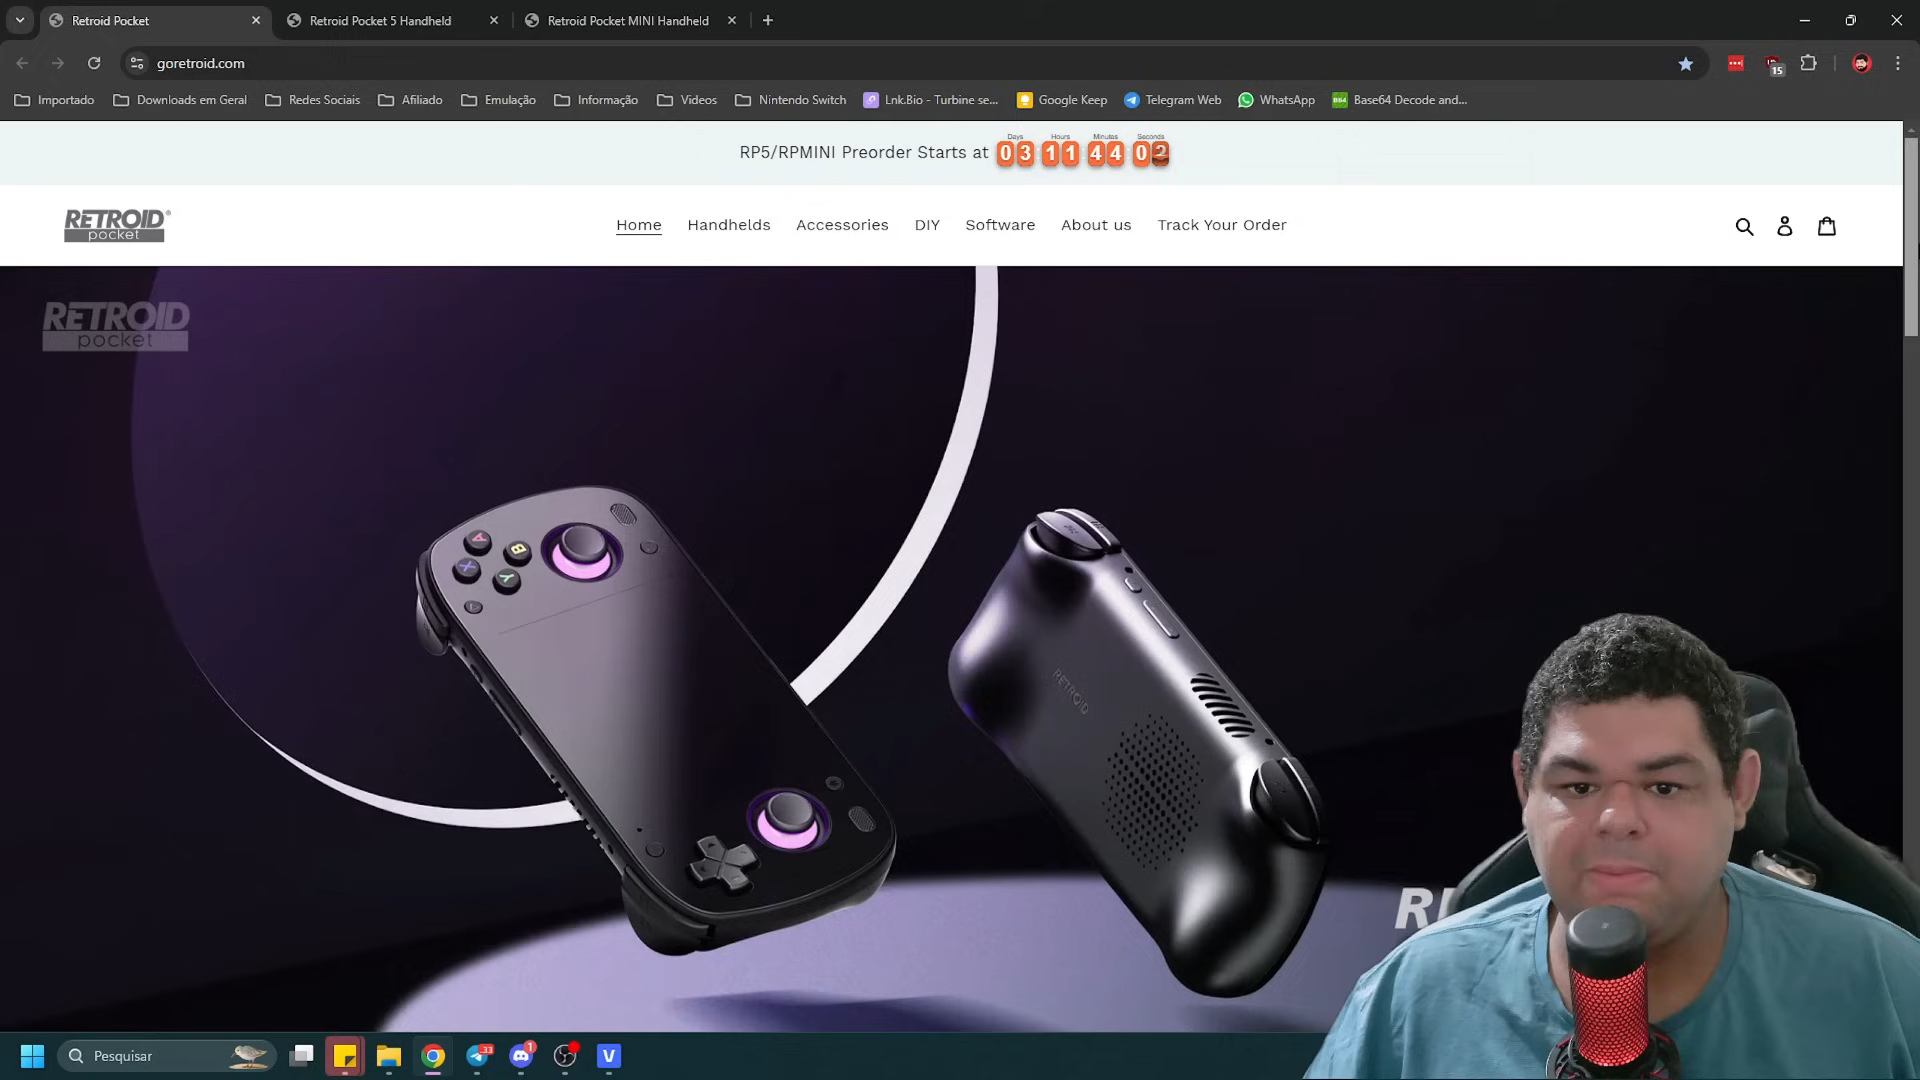 Retroid Pocket
Retroid Pocket 5 Handheld
Retroid Pocket MINI Handheld
goretroid.com
15
Importado
Downloads em Geral
Redes Sociais
Afiliado
Emulação
Informação
Videos
Nintendo Switch
Lnk.Bio - Turbine se...
Google Keep
Telegram Web
WhatsApp
Base64 Decode and...
RP5/RPMINI Preorder Starts at
Days
Hours
Minutes
Seconds
03 11 44 02
RETROID
pocket
Home
Handhelds
Accessories
DIY
Software
About us
Track Your Order
RETROID
pocket
A
B
X
Y
RETROID
Pesquisar
33
1
V